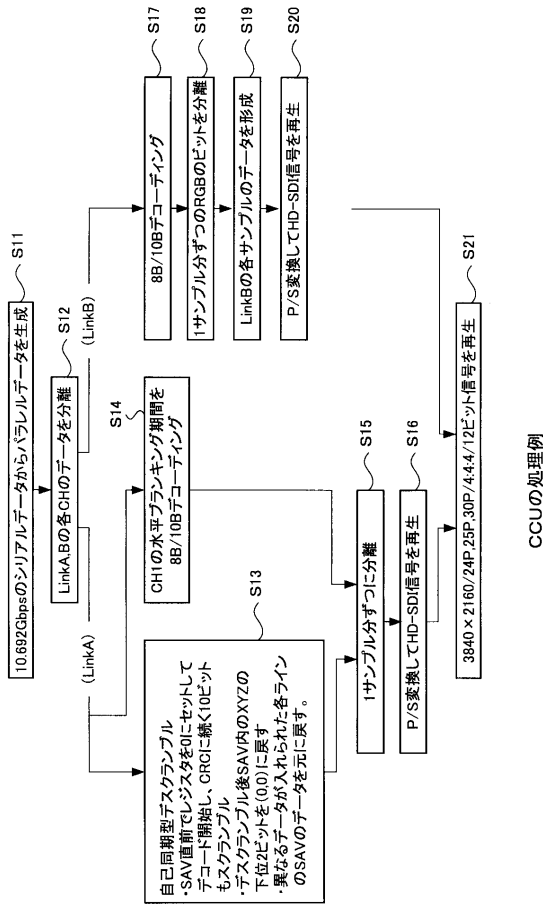 10.692Gbpsのシリアルデータからパラレルデータを生成
S11
LinkA,Bの各CHのデータを分離
S12
(LinkA)
(LinkB)
自己同期型デスクランブル
・SAV直前でレジスタを0にセットして
デコード開始し、CRCに続く10ビット
もスクランブル
・デスクランブル後SAV内のXYZの
下位2ビットを(0,0)に戻す
・異なるデータが入れられた各ライン
のSAVのデータを元に戻す。
S13
CH1の水平ブランキング期間を
8B/10Bデコーディング
S14
1サンプル分ずつに分離
S15
P/S変換してHD-SDI信号を再生
S16
8B/10Bデコーディング
S17
1サンプル分ずつのRGBのビットを分離
S18
LinkBの各サンプルのデータを形成
S19
P/S変換してHD-SDI信号を再生
S20
3840×2160/24P,25P,30P/4:4:4/12ビット信号を再生
S21
CCUの処理例